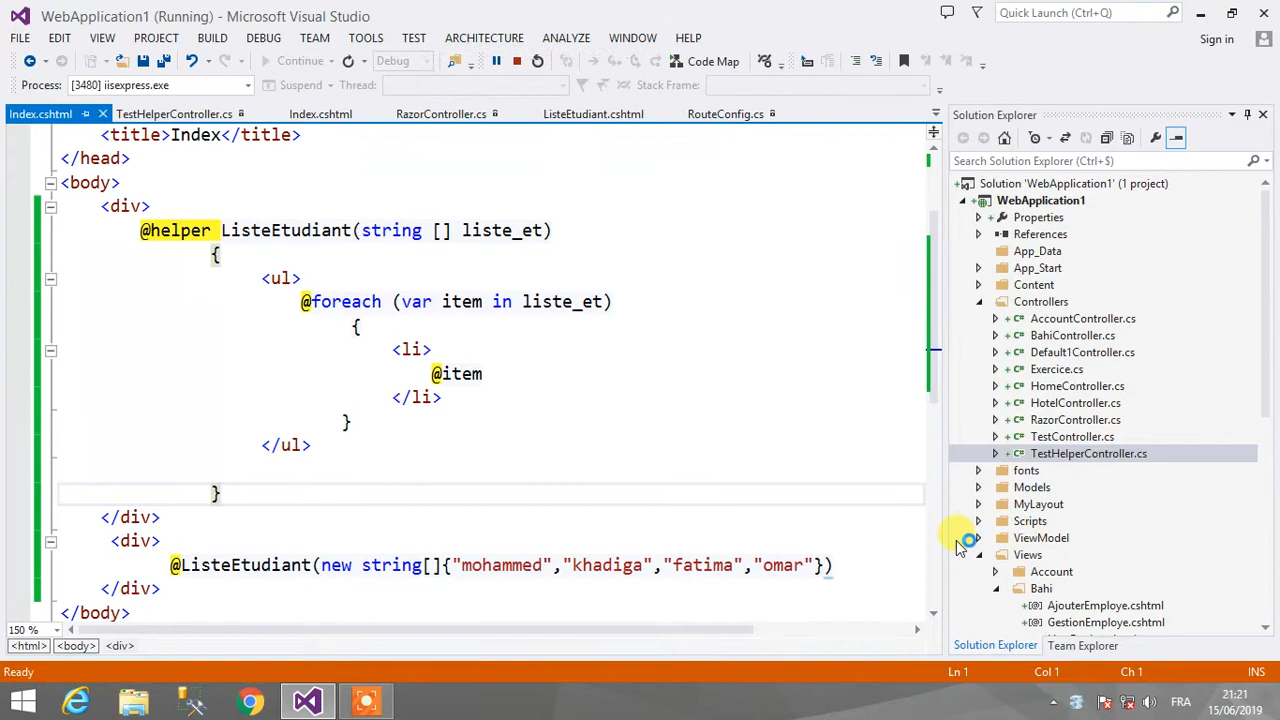 WebApplication1 (Running) - Microsoft Visual Studio
Quick Launch (Ctrl+Q)
FILE EDIT VIEW PROJECT BUILD DEBUG TEAM TOOLS TEST ARCHITECTURE ANALYZE WINDOW HELP
Sign in
Continue Debug Code Map
Process: [3480] iisexpress.exe Suspend Thread: Stack Frame:
Index.cshtml TestHelperController.cs Index.cshtml RazorController.cs ListeEtudiant.cshtml RouteConfig.cs
<title>Index</title>
</head>
<body>
<div>
@helper ListeEtudiant(string [] liste_et)
{
<ul>
@foreach (var item in liste_et)
{
<li>
@item
</li>
}
</ul>
}
</div>
<div>
@ListeEtudiant(new string[]{"mohammed","khadiga","fatima","omar"})
</div>
</body>
150 %
<html> <body> <div>
Solution Explorer
Search Solution Explorer (Ctrl+$)
Solution 'WebApplication1' (1 project)
WebApplication1
Properties
References
App_Data
App_Start
Content
Controllers
AccountController.cs
BahiController.cs
Default1Controller.cs
Exercice.cs
HomeController.cs
HotelController.cs
RazorController.cs
TestController.cs
TestHelperController.cs
fonts
Models
MyLayout
Scripts
ViewModel
Views
Account
Bahi
AjouterEmploye.cshtml
GestionEmploye.cshtml
Solution Explorer Team Explorer
Ready Ln 1 Col 1 Ch 1 INS
FRA 21:21
15/06/2019